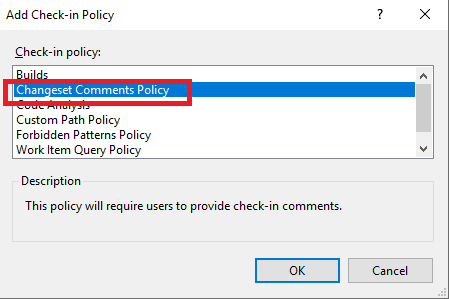 Add Check-in Policy
?
Check-in policy:
Builds
Changeset Comments Policy
Code Analysis
Custom Path Policy
Forbidden Patterns Policy
Work Item Query Policy
Description
This policy will require users to provide check-in comments.
OK
Cancel